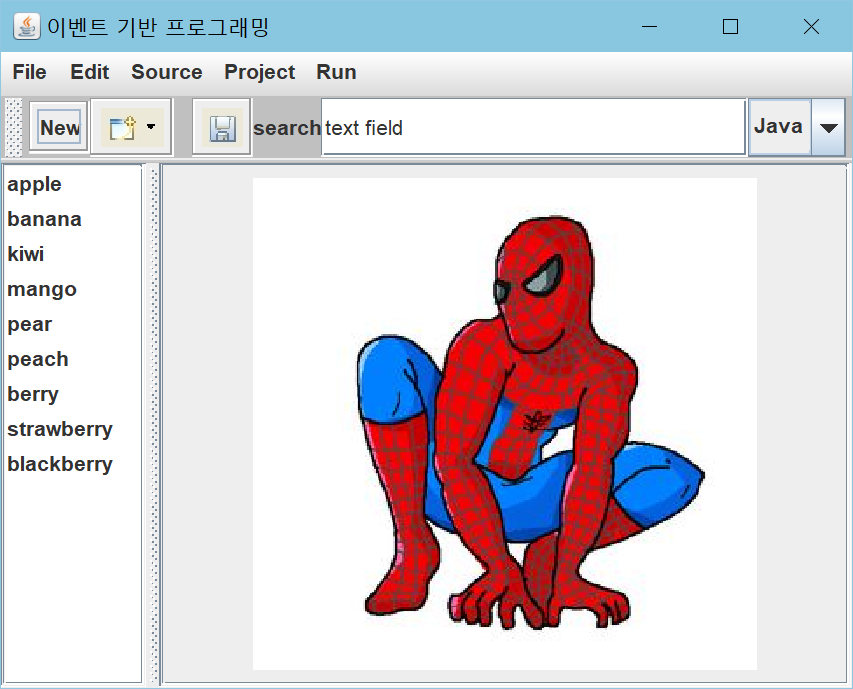 이벤트 기반 프로그래밍
File Edit Source Project Run
New search text field Java
apple
banana
kiwi
mango
pear
peach
berry
strawberry
blackberry